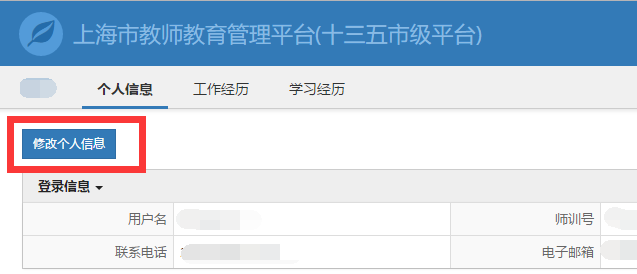 上海市教师教育管理平台(十三五市级平台)
个人信息 工作经历 学习经历
修改个人信息
登录信息
用户名 师训号
联系电话 电子邮箱